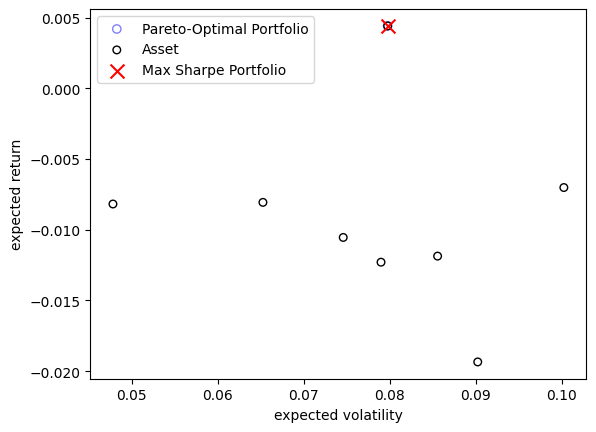 0.005
0.000
−0.005
−0.010
−0.015
−0.020
expected return
Pareto-Optimal Portfolio
Asset
Max Sharpe Portfolio
0.05 0.06 0.07 0.08 0.09 0.10
expected volatility